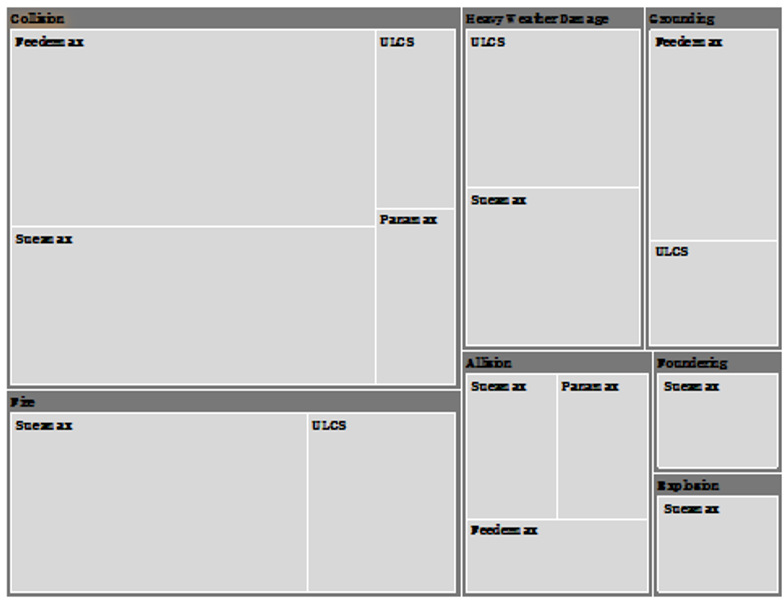 Collision
Feedermax
ULCS
Suezmax
Panamax
Heavy Weather Damage
ULCS
Suezmax
Grounding
Feedermax
ULCS
Fire
Suezmax
ULCS
Allision
Suezmax
Panamax
Feedermax
Foundering
Suezmax
Explosion
Suezmax